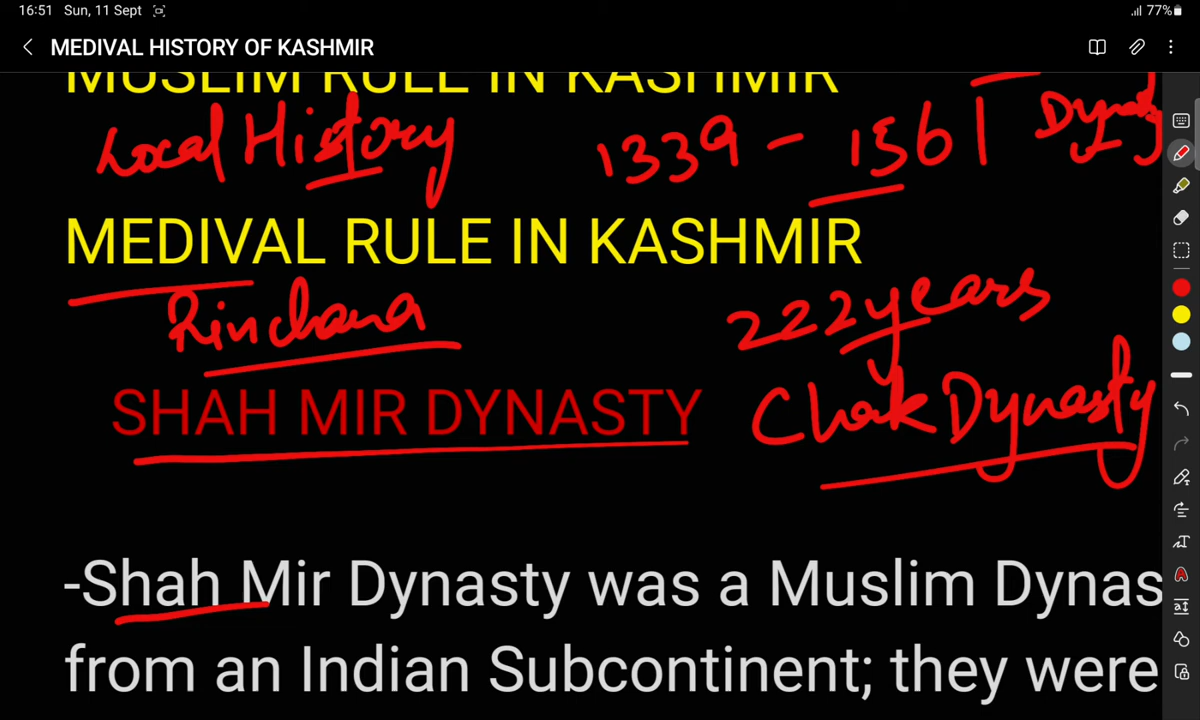 16:51 Sun, 11 Sept 77%
MEDIVAL HISTORY OF KASHMIR
MUSLIM RULE IN KASHMIR
Local History 1339 - 1561 Dynasty
MEDIVAL RULE IN KASHMIR
Rinchana 222 years
SHAH MIR DYNASTY Chak Dynasty
-Shah Mir Dynasty was a Muslim Dynas
from an Indian Subcontinent; they were